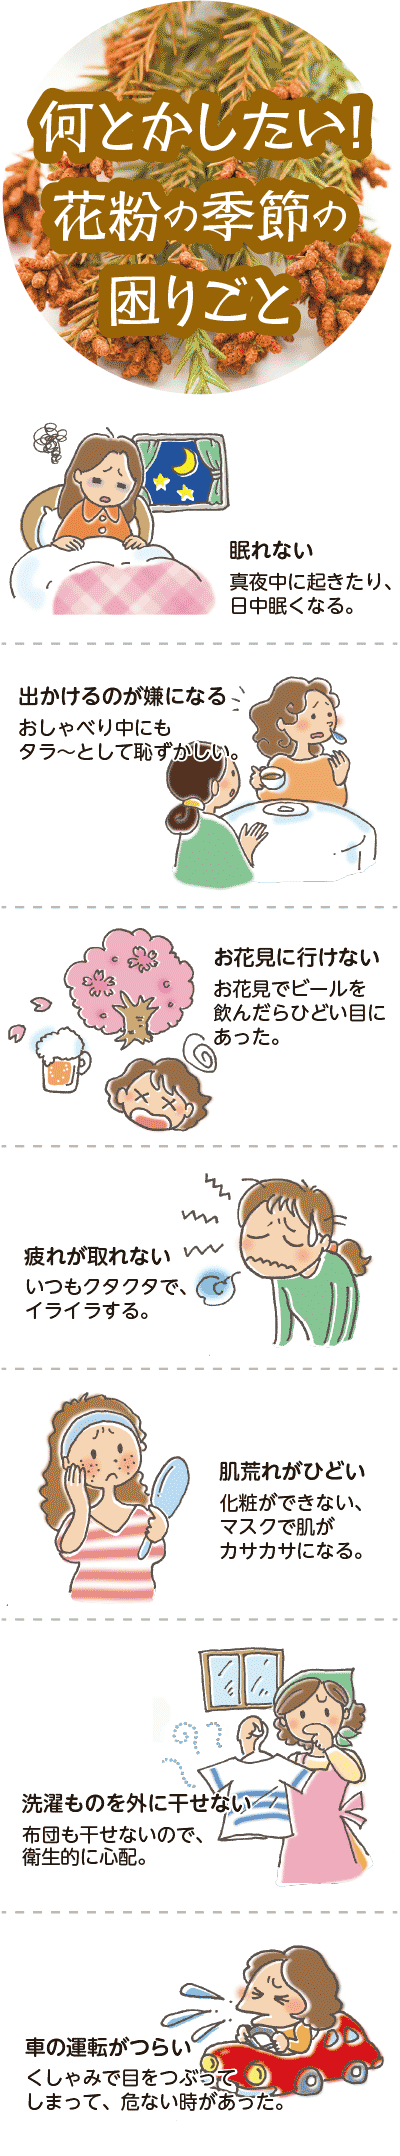 何とかしたい!
花粉の季節の
困りごと
眠れない
真夜中に起きたり、
日中眠くなる。
出かけるのが嫌になる
おしゃべり中にも
タラ〜として恥ずかしい。
お花見に行けない
お花見でビールを
飲んだらひどい目に
あった。
疲れが取れない
いつもクタクタで、
イライラする。
肌荒れがひどい
化粧ができない、
マスクで肌が
カサカサになる。
洗濯ものを外に干せない
布団も干せないので、
衛生的に心配。
車の運転がつらい
くしゃみで目をつぶって
しまって、危ない時があった。